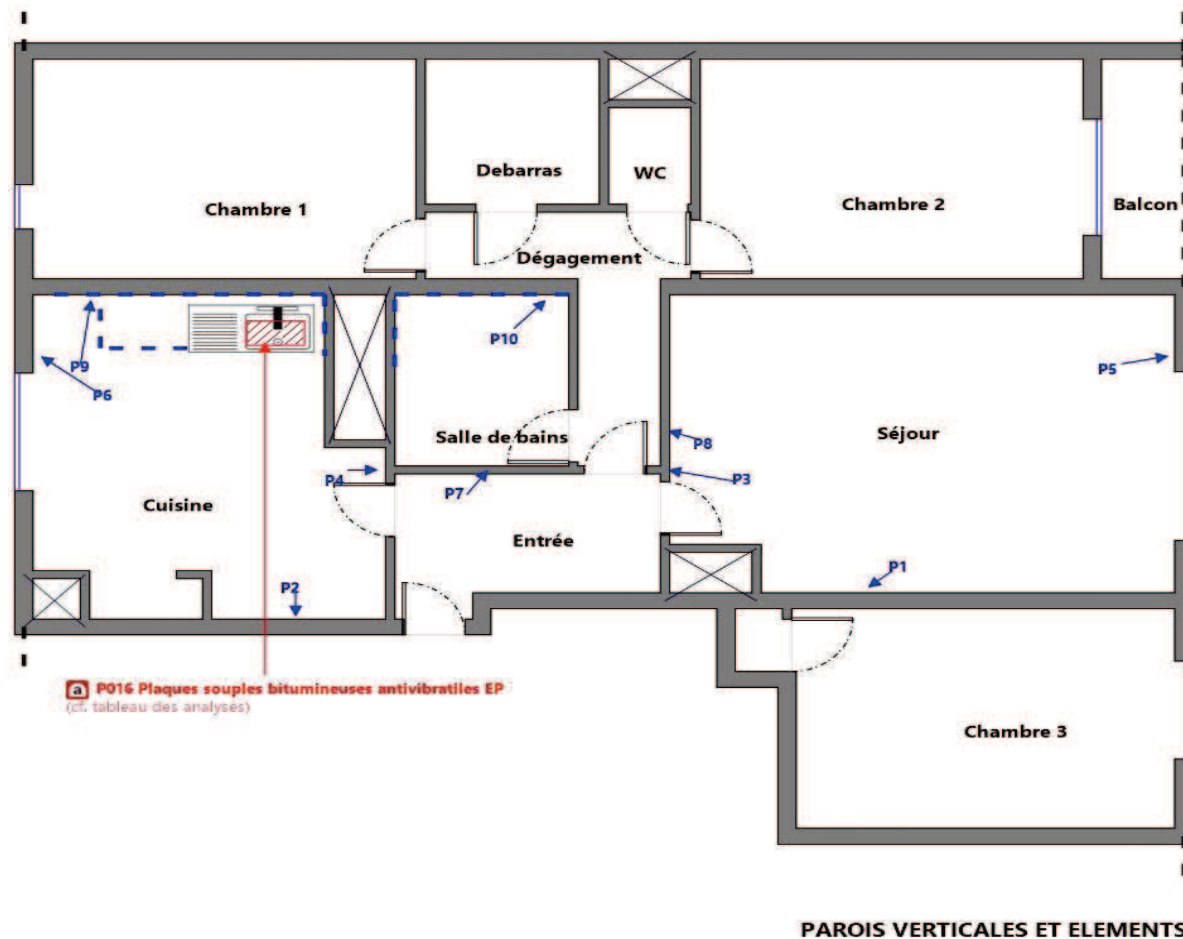 Debarras
WC
Chambre 1
Chambre 2
Balcon
Dégagement
P10
P9
P6
P5
P8
Séjour
Salle de bains
P4
P7
P3
Cuisine
Entrée
P1
P2
a P016 Plaques souples bitumineuses antivibratiles EP
(cf. tableau des analyses)
Chambre 3
PAROIS VERTICALES ET ELEMENTS